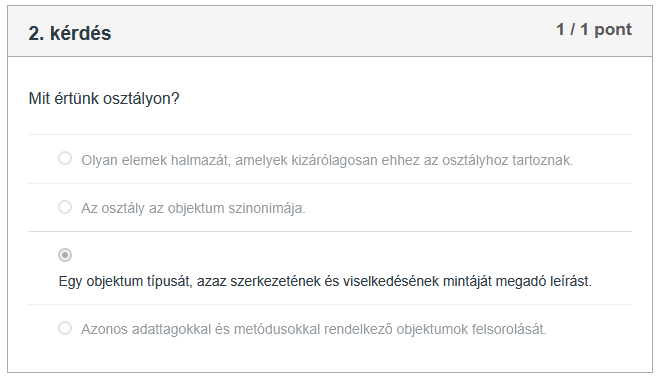 2. kérdés
1 / 1 pont
Mit értünk osztályon?
Olyan elemek halmazát, amelyek kizárólagosan ehhez az osztályhoz tartoznak.
Az osztály az objektum szinonimája.
Egy objektum típusát, azaz szerkezetének és viselkedésének mintáját megadó leírást.
Azonos adattagokkal és metódusokkal rendelkező objektumok felsorolását.